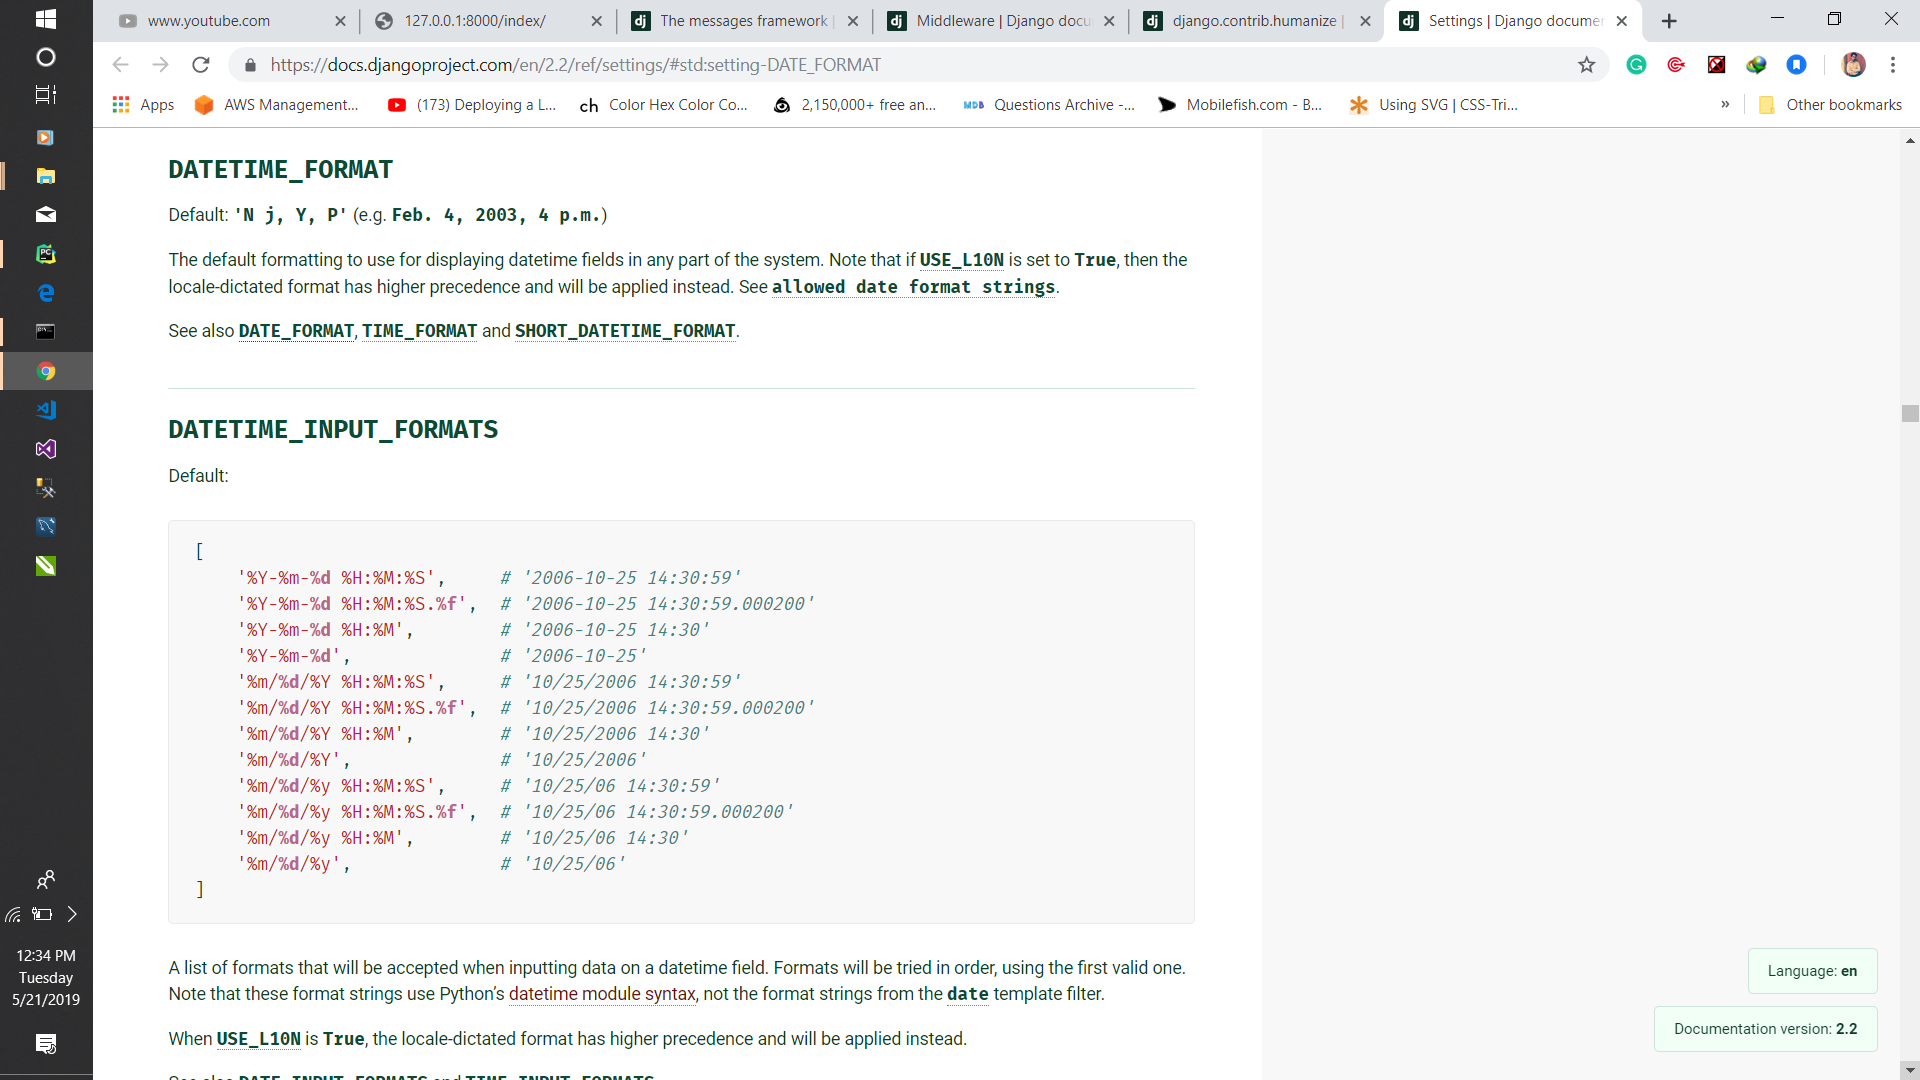 www.youtube.com
127.0.0.1:8000/index/
dj The messages framework |
dj Middleware | Django docu
dj django.contrib.humanize |
dj Settings | Django documen
https://docs.djangoproject.com/en/2.2/ref/settings/#std:setting-DATE_FORMAT
Apps
AWS Management...
(173) Deploying a L...
ch Color Hex Color Co...
2,150,000+ free an...
MDB Questions Archive -...
Mobilefish.com - B...
Using SVG | CSS-Tri...
»
Other bookmarks
DATETIME_FORMAT
Default: 'N j, Y, P' (e.g. Feb. 4, 2003, 4 p.m.)
The default formatting to use for displaying datetime fields in any part of the system. Note that if USE_L10N is set to True, then the
locale-dictated format has higher precedence and will be applied instead. See allowed date format strings.
See also DATE_FORMAT, TIME_FORMAT and SHORT_DATETIME_FORMAT.
DATETIME_INPUT_FORMATS
Default:
[
'%Y-%m-%d %H:%M:%S', # '2006-10-25 14:30:59'
'%Y-%m-%d %H:%M:%S.%f', # '2006-10-25 14:30:59.000200'
'%Y-%m-%d %H:%M', # '2006-10-25 14:30'
'%Y-%m-%d', # '2006-10-25'
'%m/%d/%Y %H:%M:%S', # '10/25/2006 14:30:59'
'%m/%d/%Y %H:%M:%S.%f', # '10/25/2006 14:30:59.000200'
'%m/%d/%Y %H:%M', # '10/25/2006 14:30'
'%m/%d/%Y', # '10/25/2006'
'%m/%d/%y %H:%M:%S', # '10/25/06 14:30:59'
'%m/%d/%y %H:%M:%S.%f', # '10/25/06 14:30:59.000200'
'%m/%d/%y %H:%M', # '10/25/06 14:30'
'%m/%d/%y', # '10/25/06'
]
A list of formats that will be accepted when inputting data on a datetime field. Formats will be tried in order, using the first valid one.
Note that these format strings use Python's datetime module syntax, not the format strings from the date template filter.
When USE_L10N is True, the locale-dictated format has higher precedence and will be applied instead.
See also DATE_INPUT_FORMATS and TIME_INPUT_FORMATS.
Language: en
Documentation version: 2.2
PC
12:34 PM
Tuesday
5/21/2019